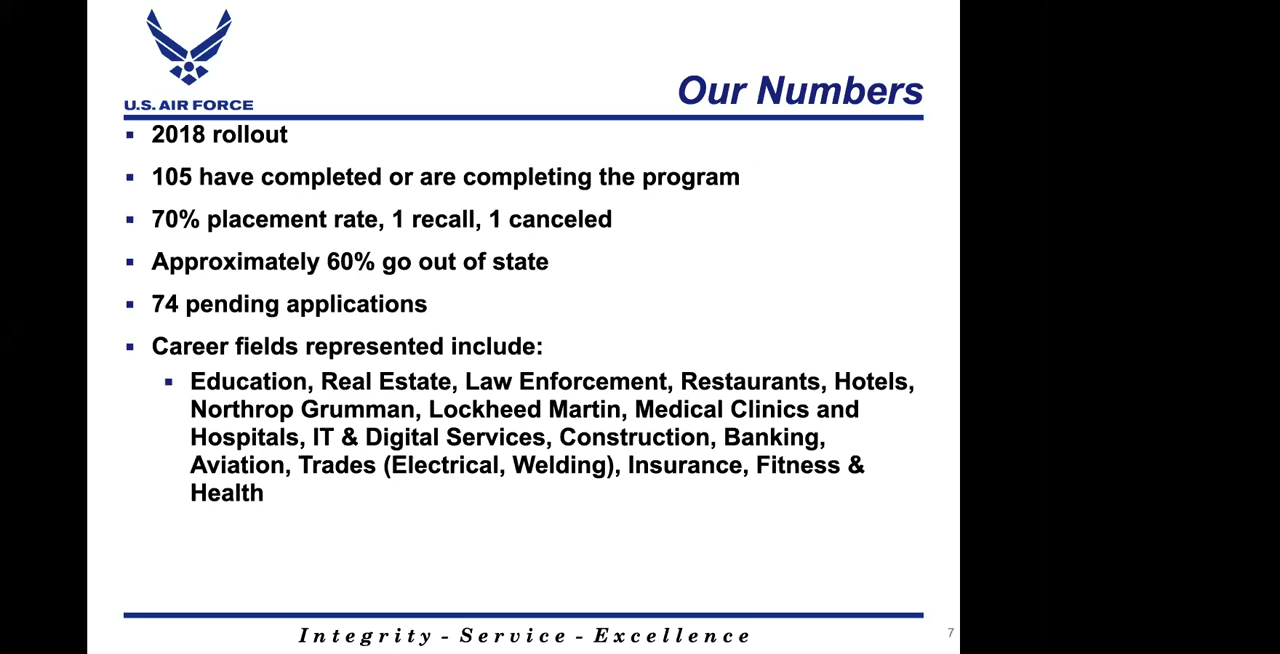 U.S. AIR FORCE
Our Numbers
▪ 2018 rollout
▪ 105 have completed or are completing the program
▪ 70% placement rate, 1 recall, 1 canceled
▪ Approximately 60% go out of state
▪ 74 pending applications
▪ Career fields represented include:
▪ Education, Real Estate, Law Enforcement, Restaurants, Hotels,
Northrop Grumman, Lockheed Martin, Medical Clinics and
Hospitals, IT & Digital Services, Construction, Banking,
Aviation, Trades (Electrical, Welding), Insurance, Fitness &
Health
Integrity - Service - Excellence
7